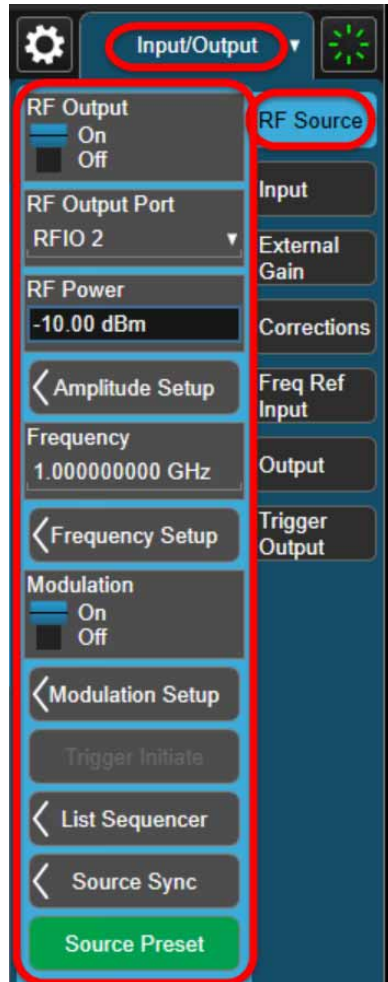 Input/Output
RF Output
On
Off
RF Output Port
RFIO 2
RF Power
-10.00 dBm
Amplitude Setup
Frequency
1.000000000 GHz
Frequency Setup
Modulation
On
Off
Modulation Setup
Trigger Initiate
List Sequencer
Source Sync
Source Preset
RF Source
Input
External
Gain
Corrections
Freq Ref
Input
Output
Trigger
Output